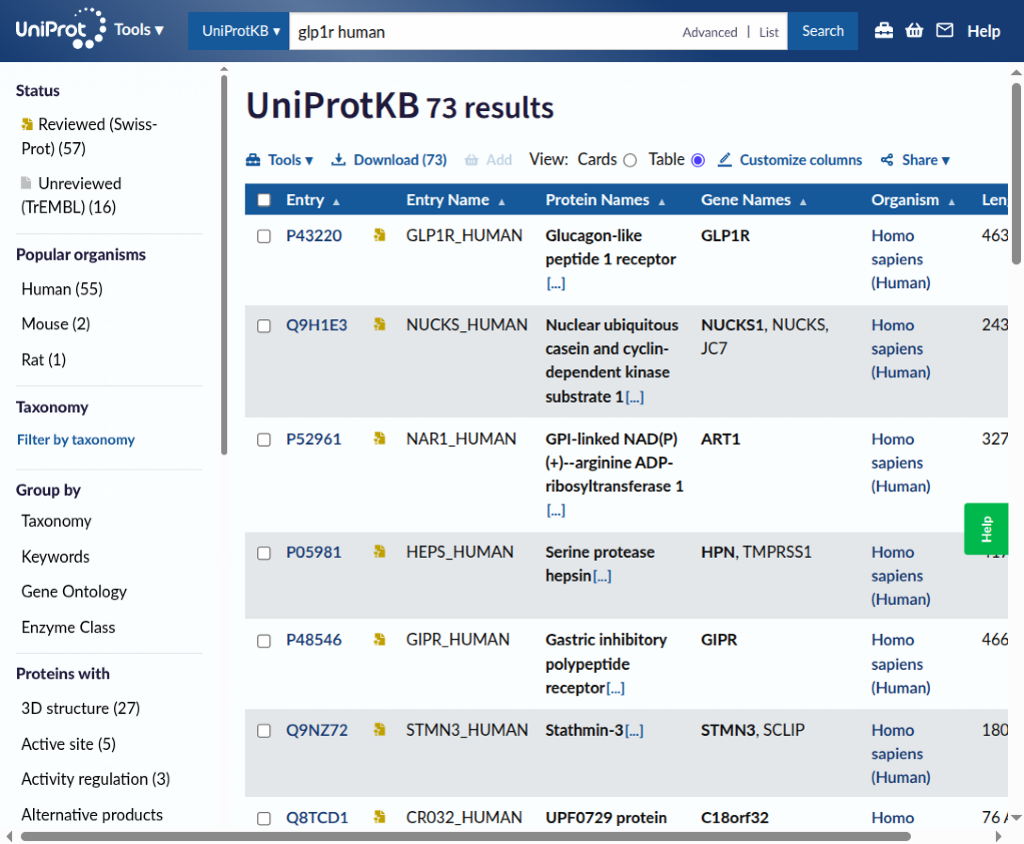 UniProt Tools ▾ UniProtKB ▾ glp1r human Advanced | List Search Help
Status
Reviewed (Swiss-
Prot) (57)
Unreviewed
(TrEMBL) (16)
Popular organisms
Human (55)
Mouse (2)
Rat (1)
Taxonomy
Filter by taxonomy
Group by
Taxonomy
Keywords
Gene Ontology
Enzyme Class
Proteins with
3D structure (27)
Active site (5)
Activity regulation (3)
Alternative products
UniProtKB 73 results
Tools ▾ Download (73) Add View: Cards Table Customize columns Share ▾
Entry ▲ Entry Name ▲ Protein Names ▲ Gene Names ▲ Organism ▲ Len
P43220 GLP1R_HUMAN Glucagon-like GLP1R Homo 463
peptide 1 receptor sapiens
[...] (Human)
Q9H1E3 NUCKS_HUMAN Nuclear ubiquitous NUCKS1, NUCKS, Homo 243
casein and cyclin- JC7 sapiens
dependent kinase (Human)
substrate 1[...]
P52961 NAR1_HUMAN GPI-linked NAD(P) ART1 Homo 327
(+)--arginine ADP- sapiens
ribosyltransferase 1 (Human)
[...]
Help
P05981 HEPS_HUMAN Serine protease HPN, TMPRSS1 Homo
hepsin[...] sapiens
(Human)
P48546 GIPR_HUMAN Gastric inhibitory GIPR Homo 466
polypeptide sapiens
receptor[...] (Human)
Q9NZ72 STMN3_HUMAN Stathmin-3[...] STMN3, SCLIP Homo 180
sapiens
(Human)
Q8TCD1 CR032_HUMAN UPF0729 protein C18orf32 Homo 76